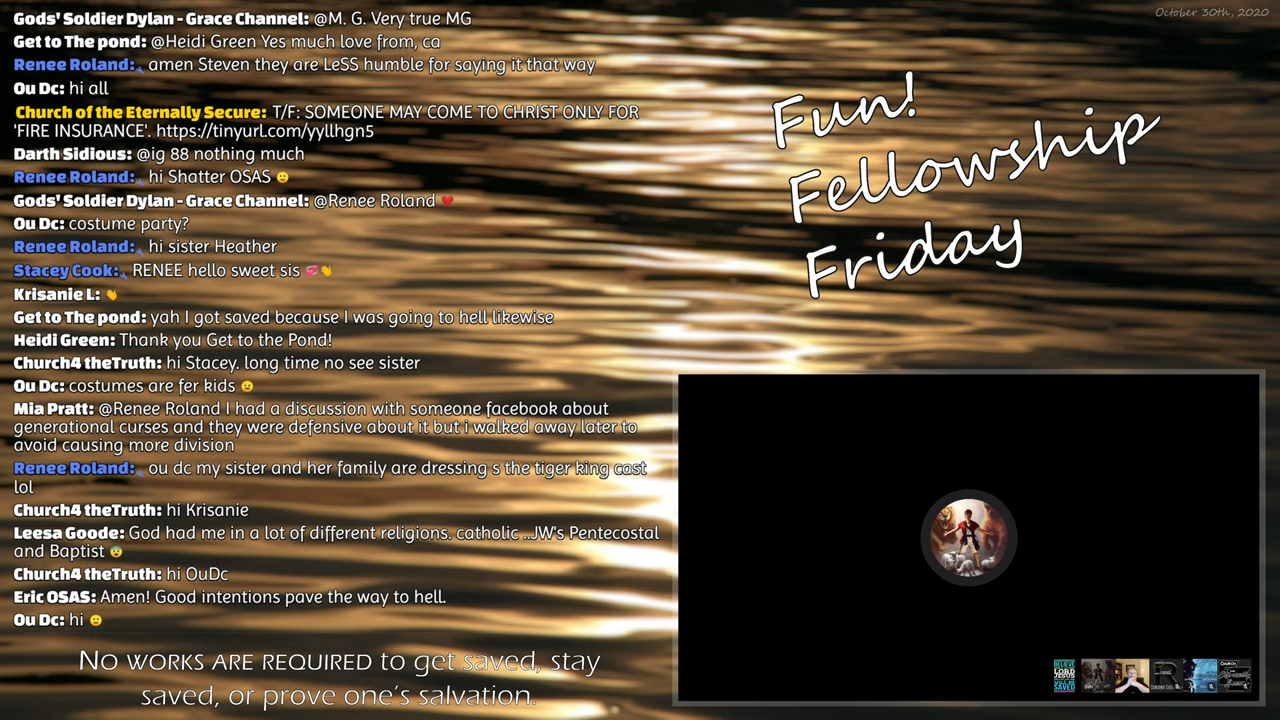 Gods' Soldier Dylan - Grace Channel: @M. G. Very true MG
Get to The pond: @Heidi Green Yes much love from, ca
Renee Roland: amen Steven they are LeSS humble for saying it that way
Ou Dc: hi all
Church of the Eternally Secure: T/F: SOMEONE MAY COME TO CHRIST ONLY FOR
'FIRE INSURANCE'. https://tinyurl.com/yyllhgn5
Darth Sidious: @ig 88 nothing much
Renee Roland: hi Shatter OSAS 🙂
Gods' Soldier Dylan - Grace Channel: @Renee Roland ❤️
Ou Dc: costume party?
Renee Roland: hi sister Heather
Stacey Cook: RENEE hello sweet sis 💞👏
Krisanie L: 👏
Get to The pond: yah I got saved because I was going to hell likewise
Heidi Green: Thank you Get to the Pond!
Church4 theTruth: hi Stacey. long time no see sister
Ou Dc: costumes are fer kids 😉
Mia Pratt: @Renee Roland I had a discussion with someone facebook about
generational curses and they were defensive about it but i walked away later to
avoid causing more division
Renee Roland: ou dc my sister and her family are dressing s the tiger king cast
lol
Church4 theTruth: hi Krisanie
Leesa Goode: God had me in a lot of different religions. catholic ..JW's Pentecostal
and Baptist 😨
Church4 theTruth: hi OuDc
Eric OSAS: Amen! Good intentions pave the way to hell.
Ou Dc: hi 🙂
No works are required to get saved, stay
saved, or prove one's salvation.
October 30th, 2020
Fun!
Fellowship
Friday
BELIEVE
LORD
JESUS
SAVED
CHURCH